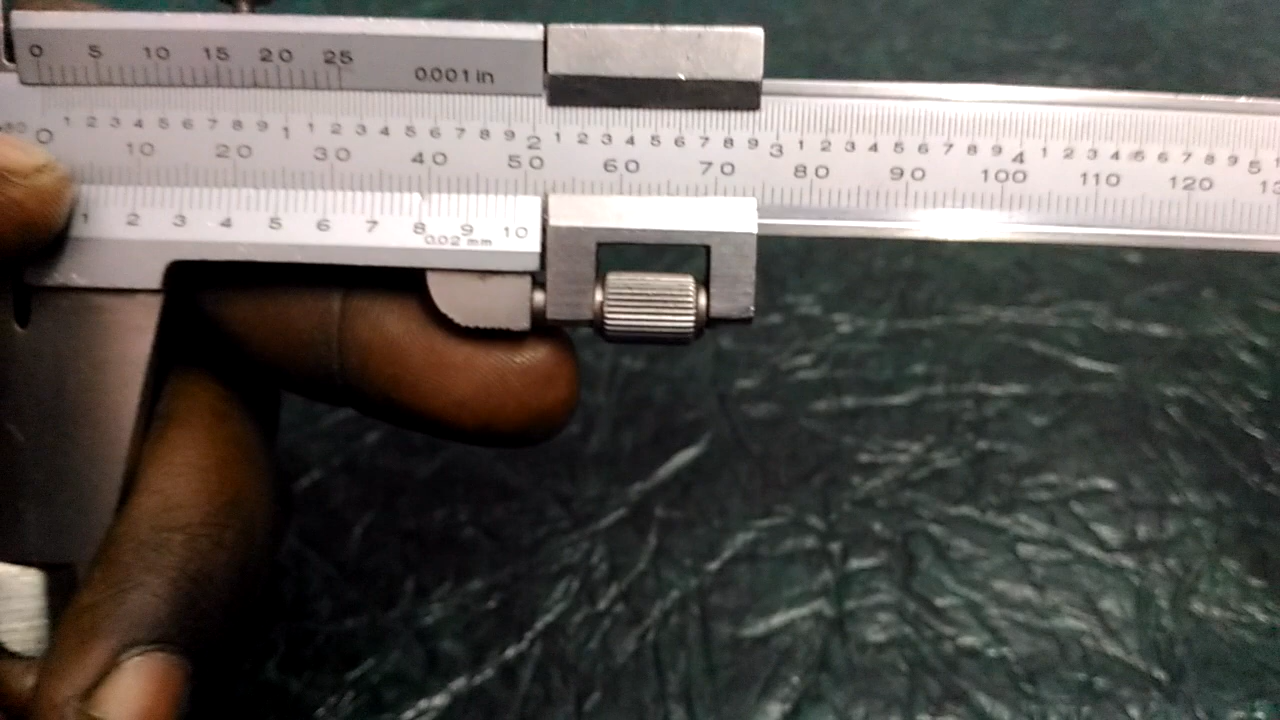 0 5 10 15 20 25
0.001 in
0 1 2 3 4 5 6 7 8 9 1 1 2 3 4 5 6 7 8 9 2 1 2 3 4 5 6 7 8 9 3 1 2 3 4 5 6 7 8 9 4 1 2 3 4 5 6 7 8 9 5
10 20 30 40 50 60 70 80 90 100 110 120
1 2 3 4 5 6 7 8 9 10
0.02 mm